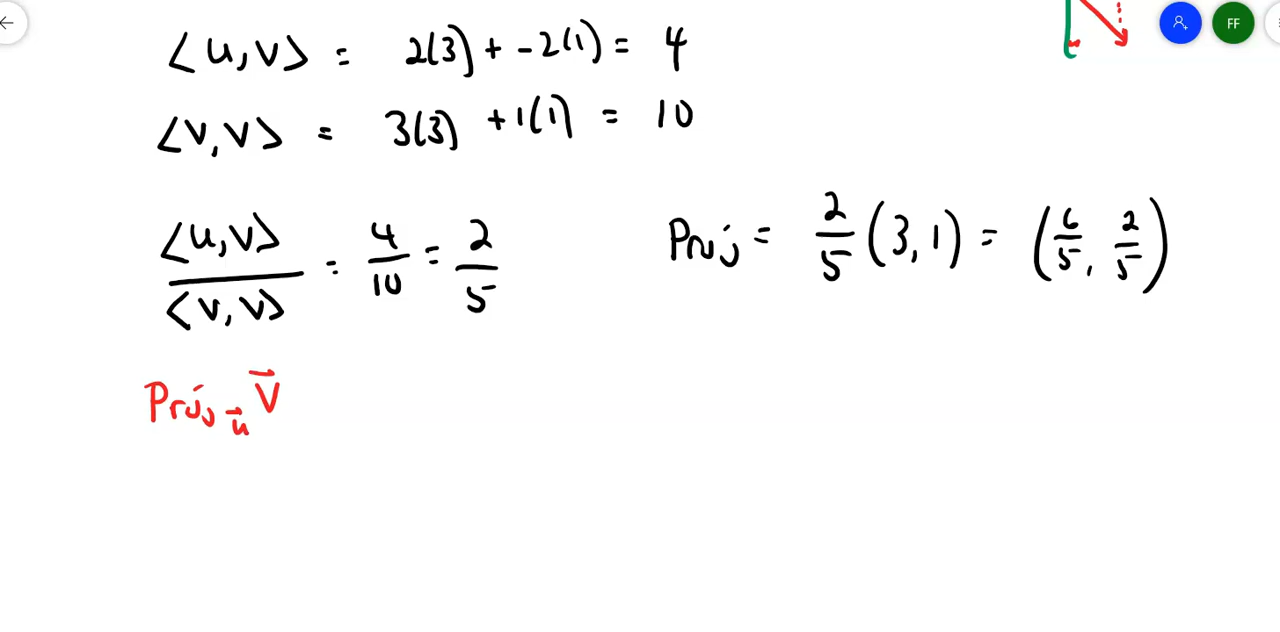 FF
⟨u, v⟩ = 2(3) + -2(1) = 4
⟨v, v⟩ = 3(3) + 1(1) = 10
⟨u, v⟩/⟨v, v⟩ = 4/10 = 2/5
Proj = 2/5 (3, 1) = (6/5, 2/5)
Proj_u⃗ v⃗